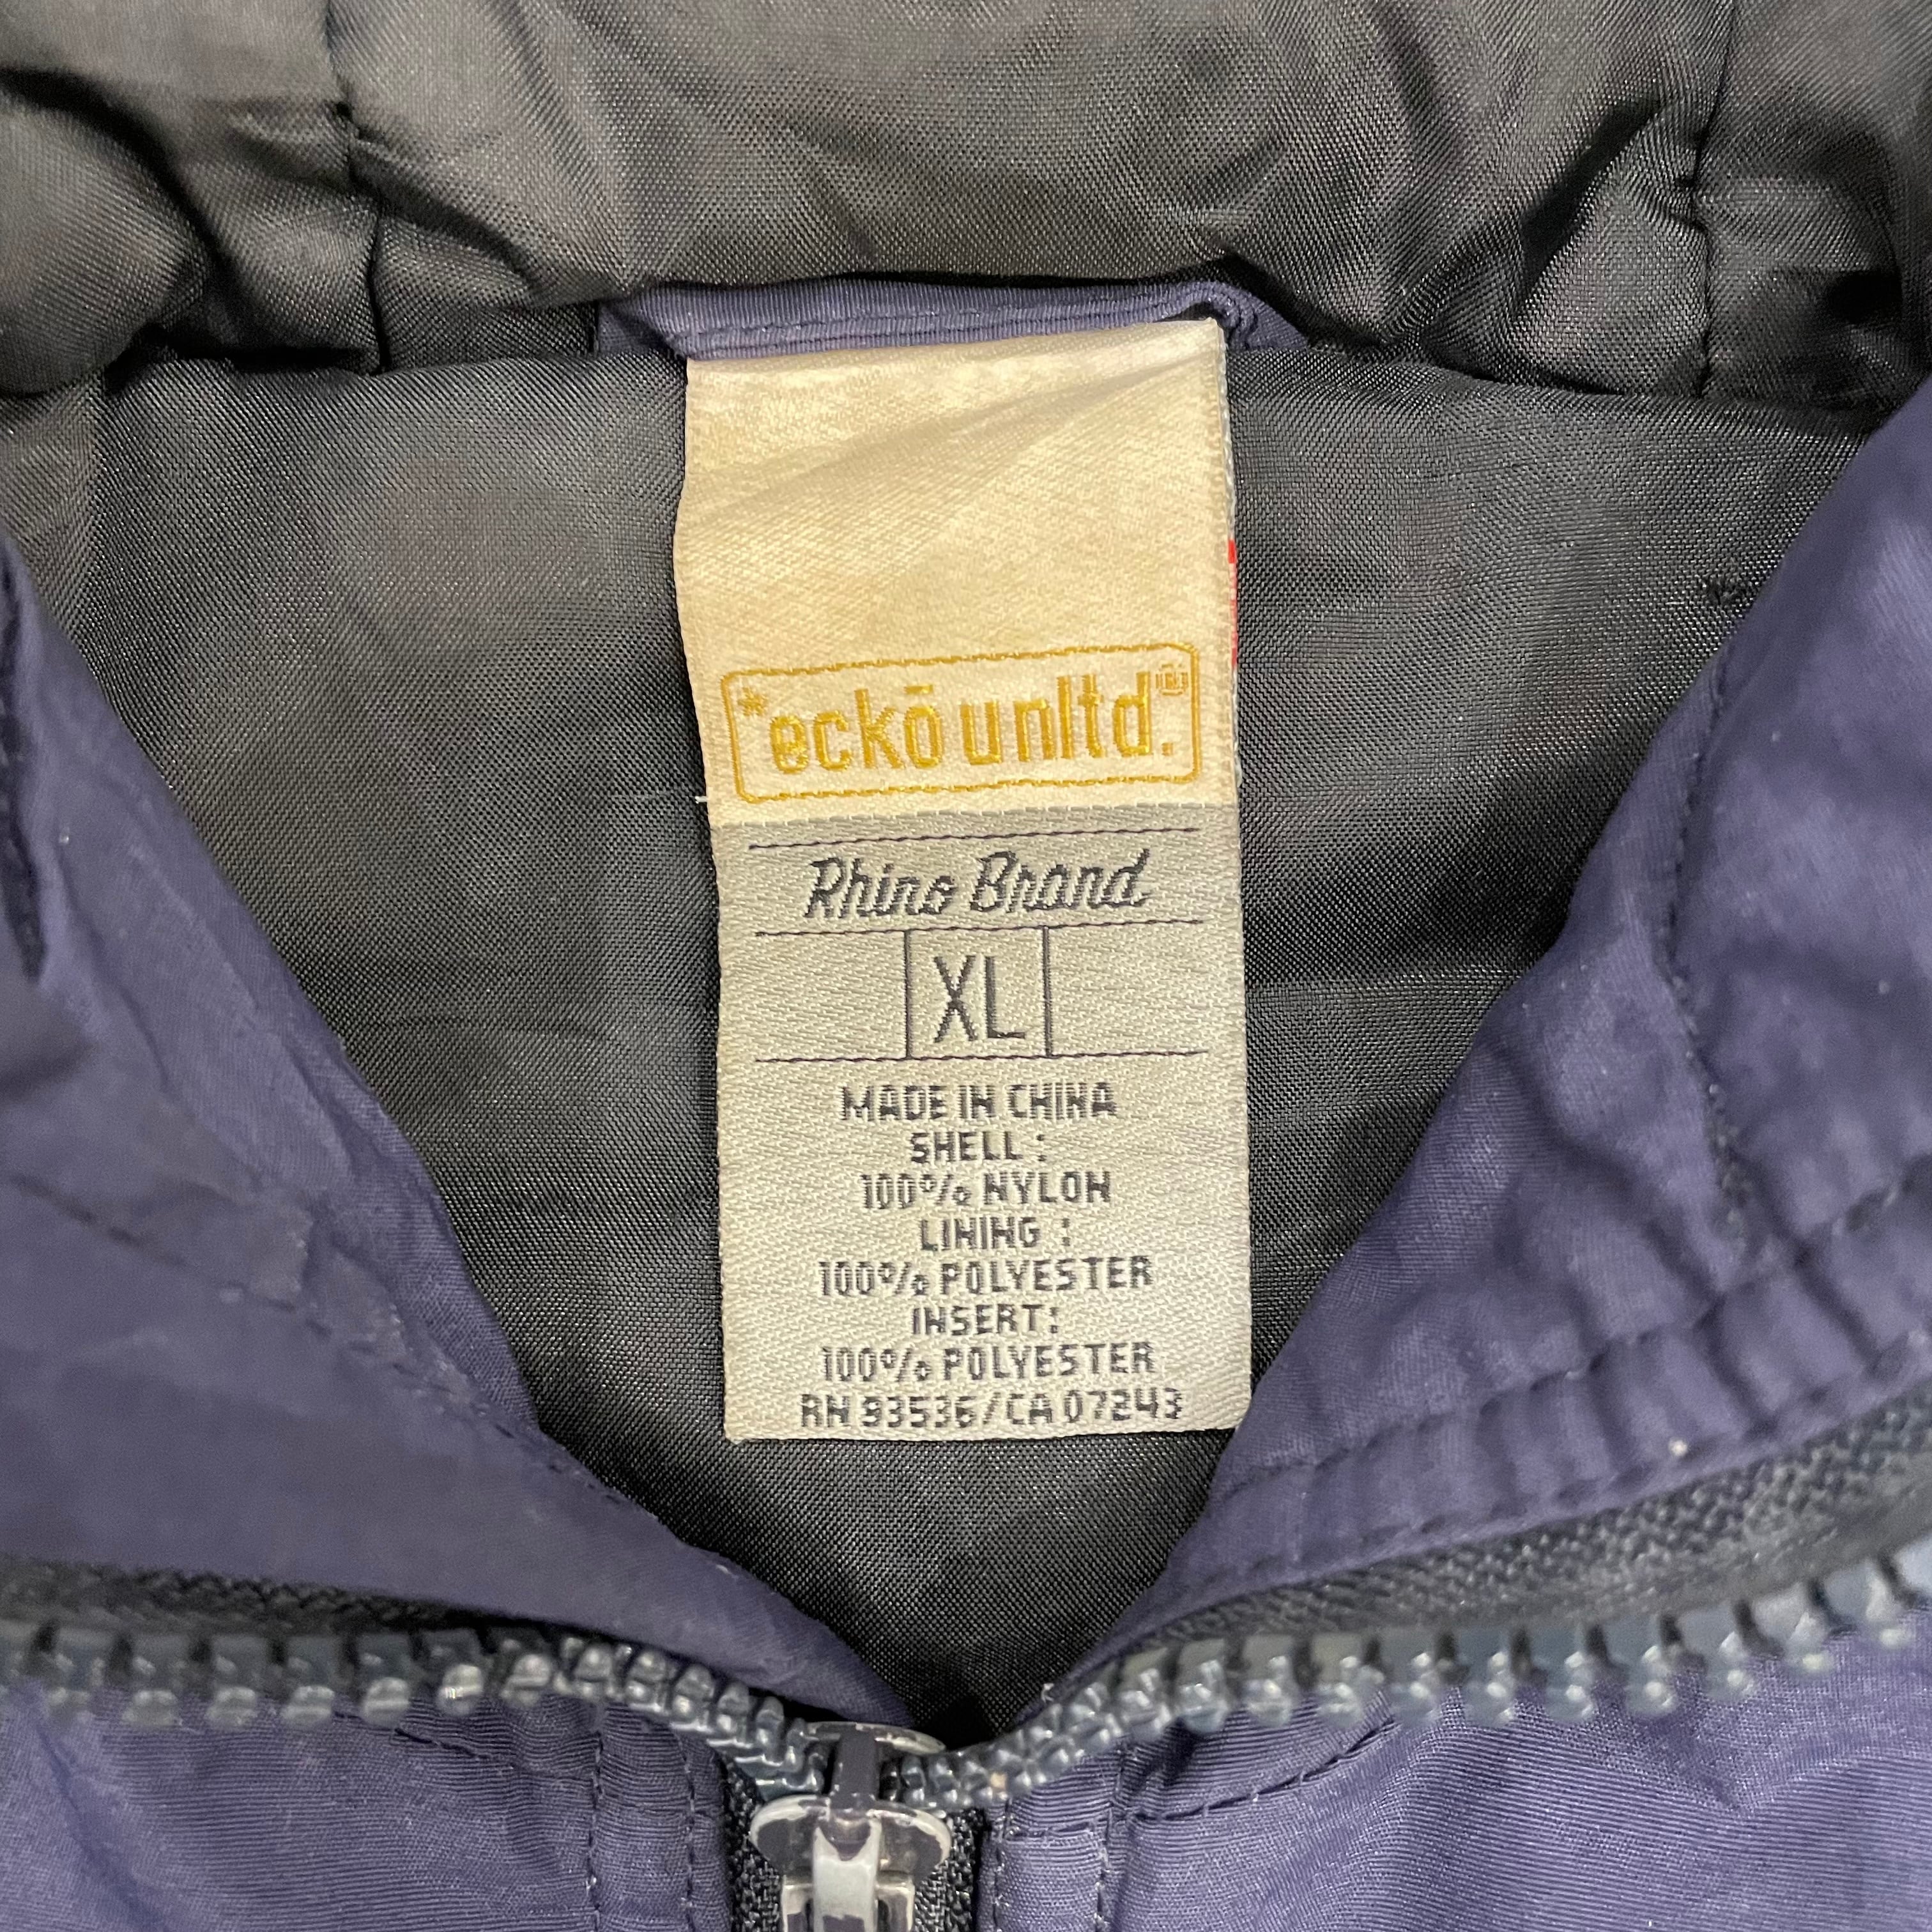 *eckō unltd.®
Rhino Brand
XL
MADE IN CHINA
SHELL:
100% NYLON
LINING:
100% POLYESTER
INSERT:
100% POLYESTER
RN 93536/CA 07243